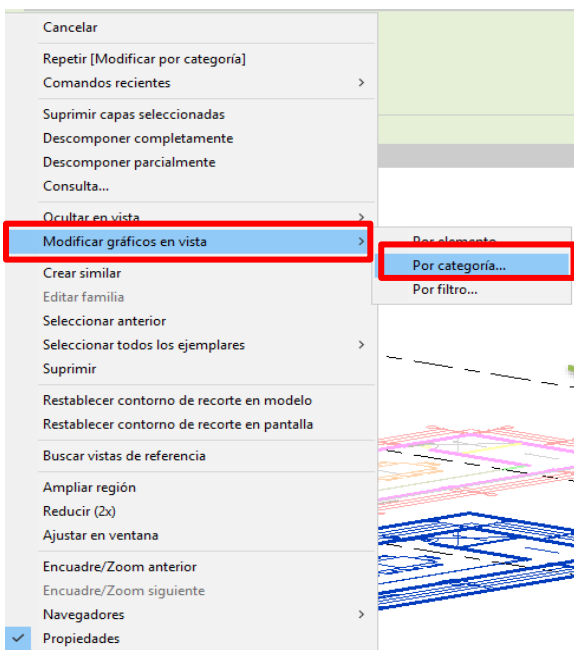 Cancelar
Repetir [Modificar por categoría]
Comandos recientes
Suprimir capas seleccionadas
Descomponer completamente
Descomponer parcialmente
Consulta...
Ocultar en vista
Modificar gráficos en vista
Por elemento...
Por categoría...
Crear similar
Por filtro...
Editar familia
Seleccionar anterior
Seleccionar todos los ejemplares
Suprimir
Restablecer contorno de recorte en modelo
Restablecer contorno de recorte en pantalla
Buscar vistas de referencia
Ampliar región
Reducir (2x)
Ajustar en ventana
Encuadre/Zoom anterior
Encuadre/Zoom siguiente
Navegadores
Propiedades